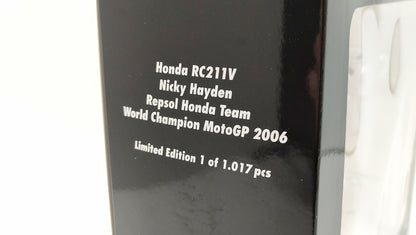 Honda RC211V
Nicky Hayden
Repsol Honda Team
World Champion MotoGP 2006
Limited Edition 1 of 1.017 pcs